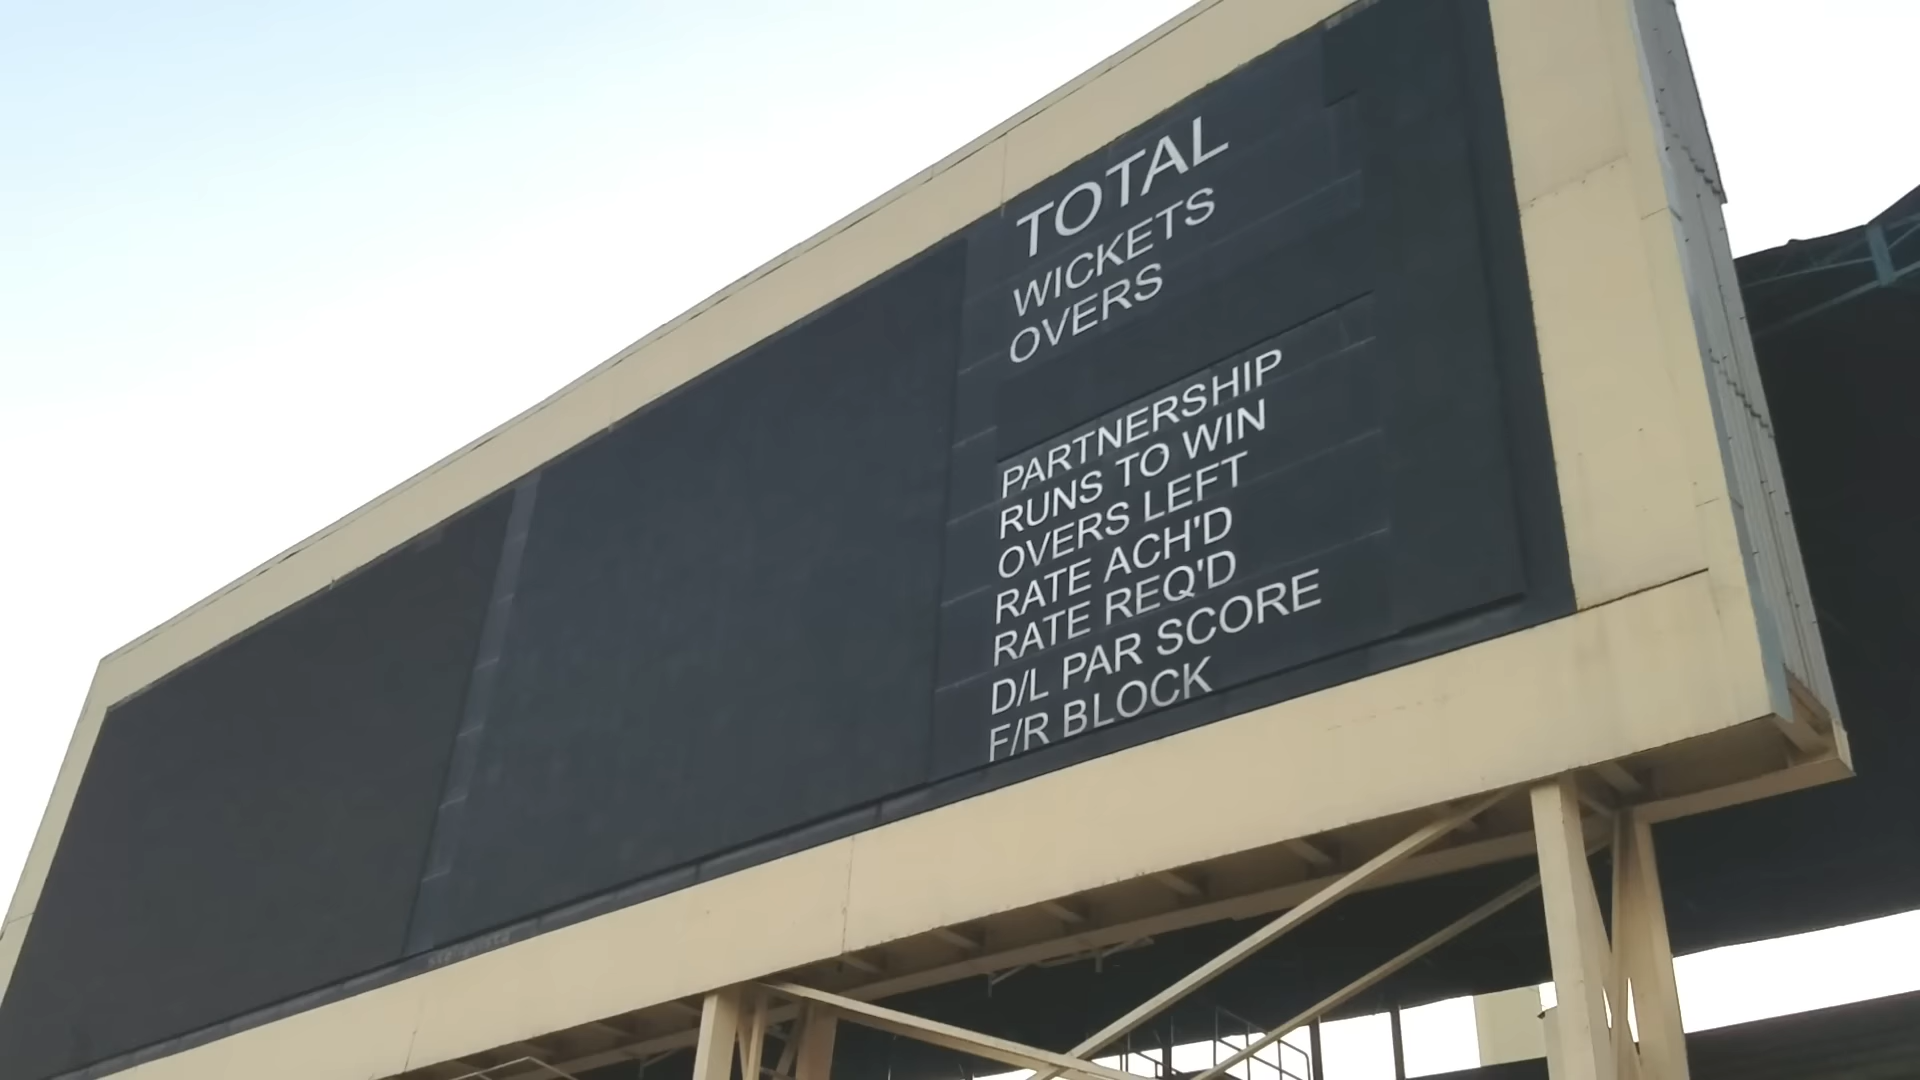 TOTAL
WICKETS
OVERS
PARTNERSHIP
RUNS TO WIN
OVERS LEFT
RATE ACH'D
RATE REQ'D
D/L PAR SCORE
F/R BLOCK